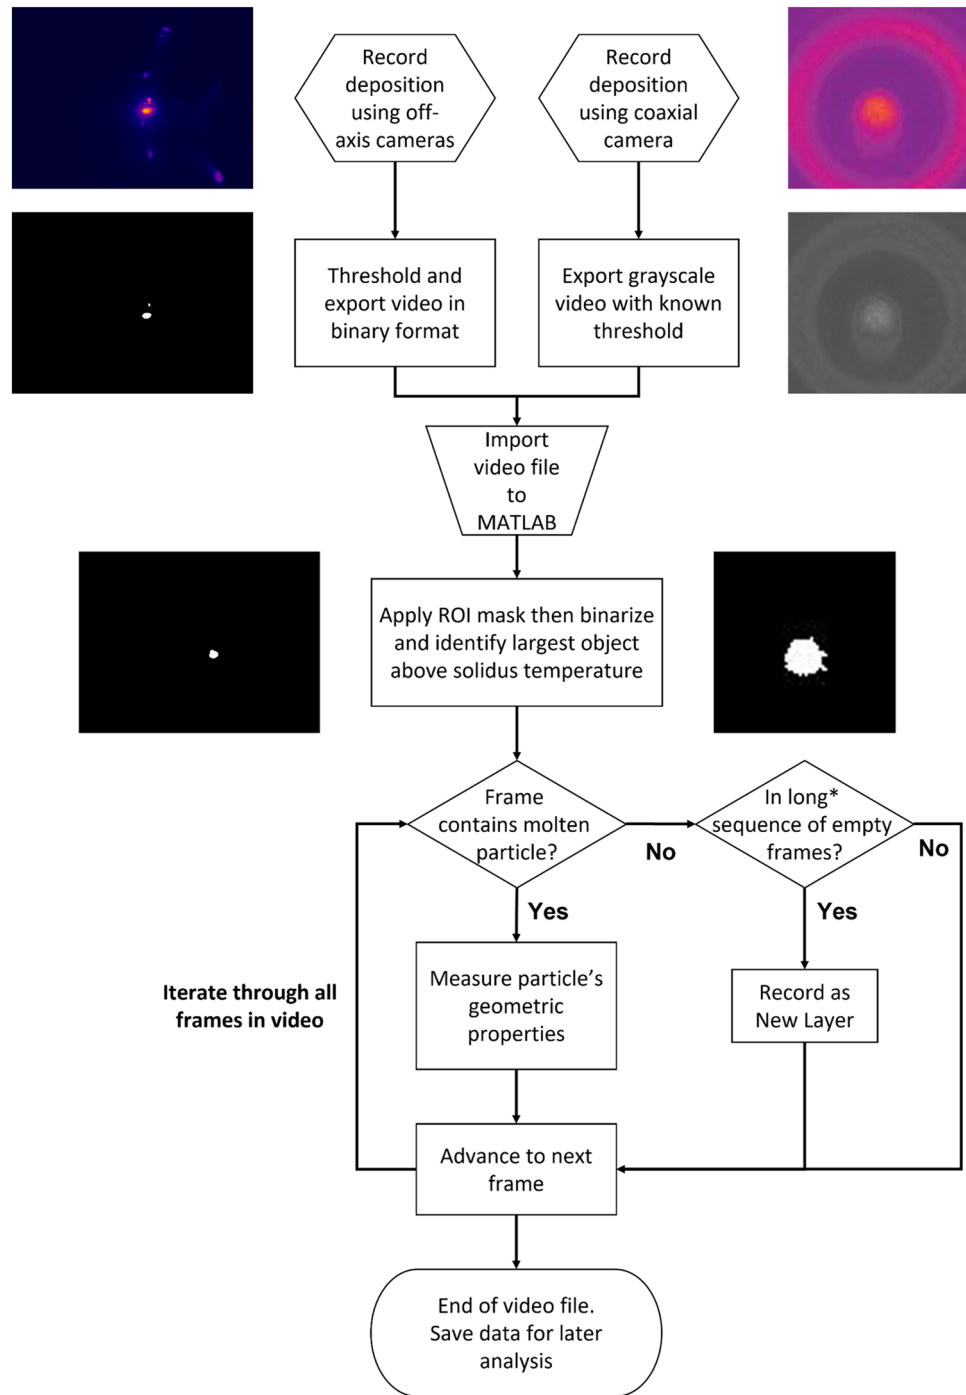 Record
deposition
using off-
axis cameras
Record
deposition
using coaxial
camera
Threshold and
export video in
binary format
Export grayscale
video with known
threshold
Import
video file
to
MATLAB
Apply ROI mask then binarize
and identify largest object
above solidus temperature
Frame
contains molten
particle?
No
In long*
sequence of empty
frames?
No
Yes
Yes
Iterate through all
frames in video
Measure particle’s
geometric
properties
Record as
New Layer
Advance to next
frame
End of video file.
Save data for later
analysis